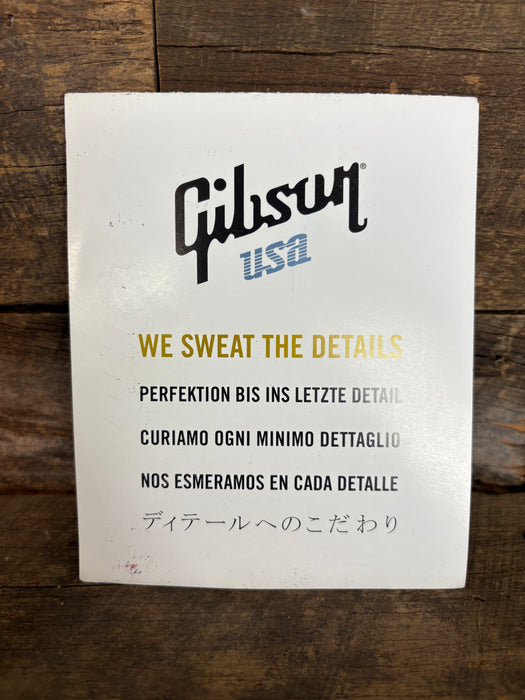 Gibson®
usa
WE SWEAT THE DETAILS
PERFEKTION BIS INS LETZTE DETAIL
CURIAMO OGNI MINIMO DETTAGLIO
NOS ESMERAMOS EN CADA DETALLE
ディテールへのこだわり